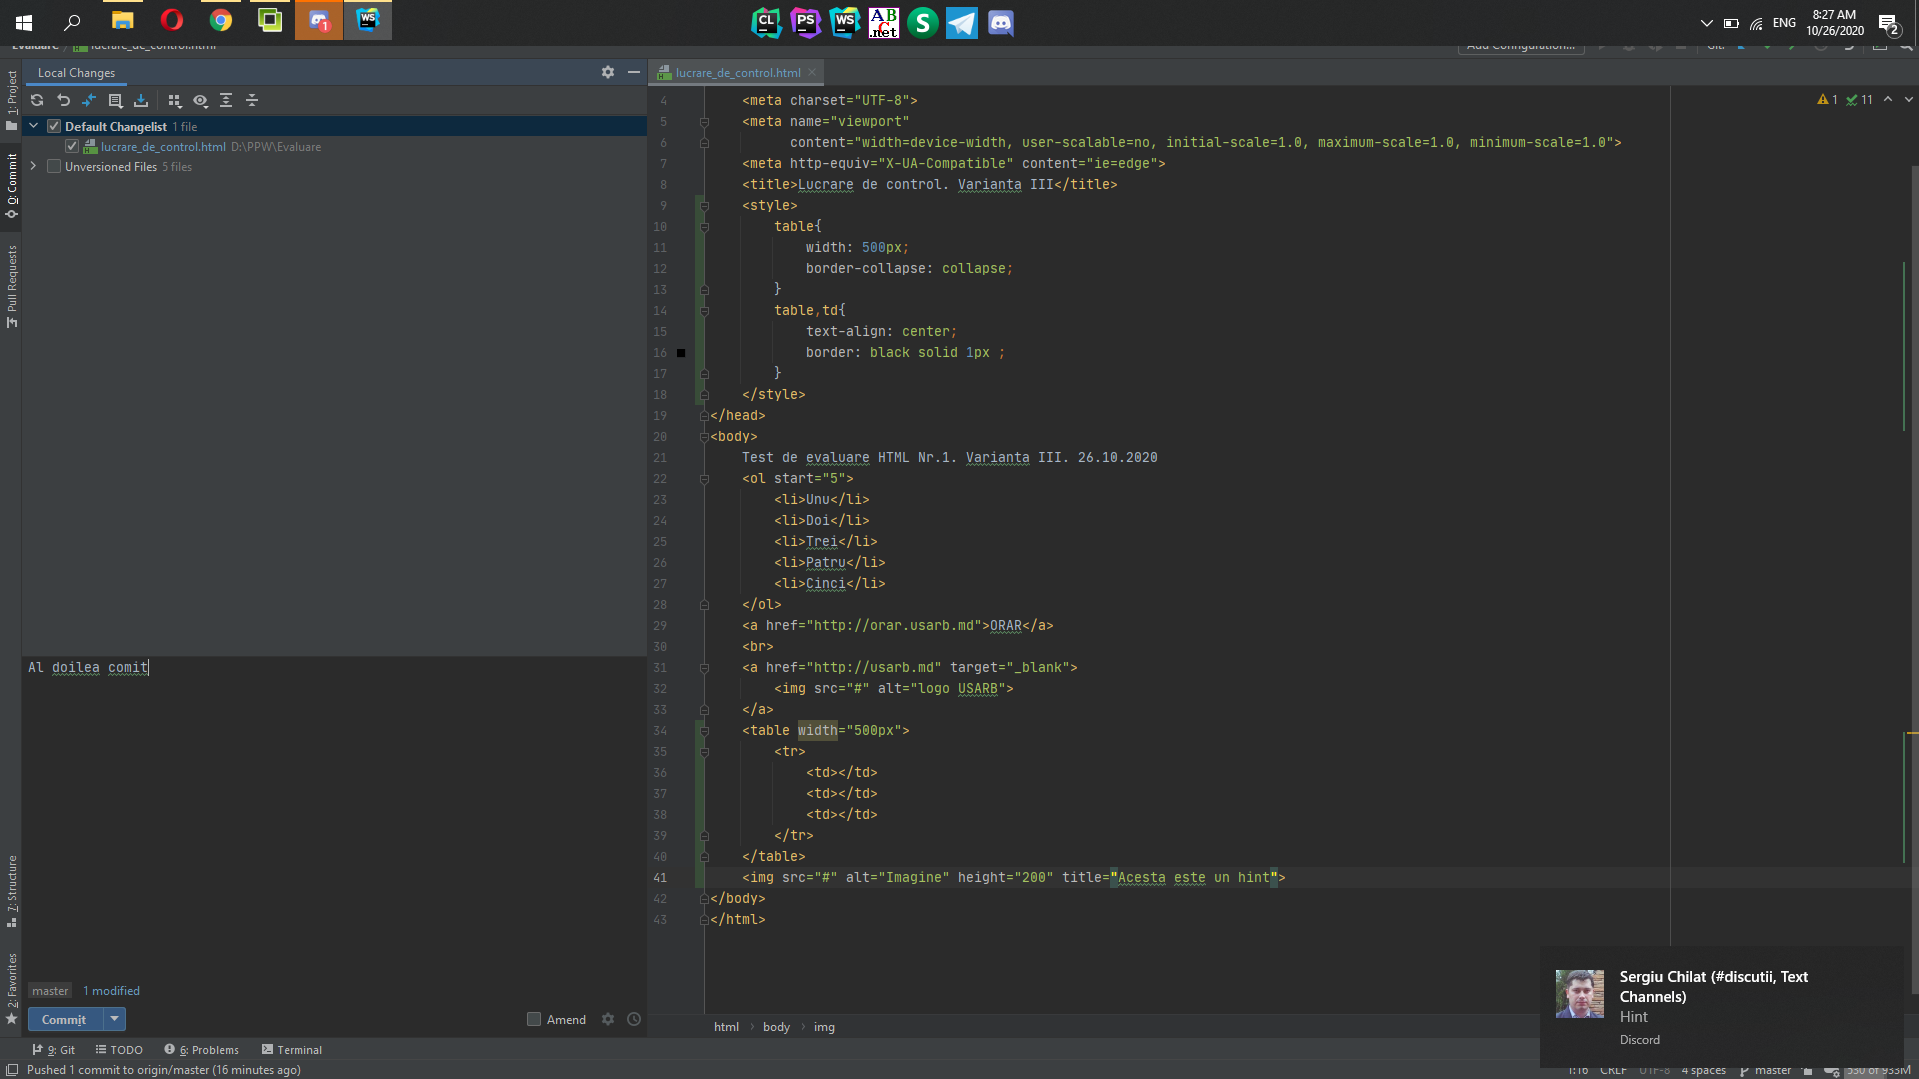 CL
PS
WS
ABC
.net
S
ENG
8:27 AM
10/26/2020
2
WS
1
Evaluare
lucrare_de_control.html
Add Configuration...
Git:
Local Changes
lucrare_de_control.html
1: Project
0: Commit
Pull Requests
7: Structure
2: Favorites
Default Changelist 1 file
lucrare_de_control.html D:\PPW\Evaluare
Unversioned Files 5 files
1 11
4 <meta charset="UTF-8">
5 <meta name="viewport"
6 content="width=device-width, user-scalable=no, initial-scale=1.0, maximum-scale=1.0, minimum-scale=1.0">
7 <meta http-equiv="X-UA-Compatible" content="ie=edge">
8 <title>Lucrare de control. Varianta III</title>
9 <style>
10 table{
11 width: 500px;
12 border-collapse: collapse;
13 }
14 table,td{
15 text-align: center;
16 border: black solid 1px ;
17 }
18 </style>
19 </head>
20 <body>
21 Test de evaluare HTML Nr.1. Varianta III. 26.10.2020
22 <ol start="5">
23 <li>Unu</li>
24 <li>Doi</li>
25 <li>Trei</li>
26 <li>Patru</li>
27 <li>Cinci</li>
28 </ol>
29 <a href="http://orar.usarb.md">ORAR</a>
30 <br>
31 <a href="http://usarb.md" target="_blank">
32 <img src="#" alt="logo USARB">
33 </a>
34 <table width="500px">
35 <tr>
36 <td></td>
37 <td></td>
38 <td></td>
39 </tr>
40 </table>
41 <img src="#" alt="Imagine" height="200" title="Acesta este un hint">
42 </body>
43 </html>
Al doilea comit
master 1 modified
Commit
Amend
html body img
Sergiu Chilat (#discutii, Text
Channels)
Hint
Discord
9: Git TODO 6: Problems Terminal
Pushed 1 commit to origin/master (16 minutes ago)
1:16 CRLF UTF-8 4 spaces master 530 of 933M